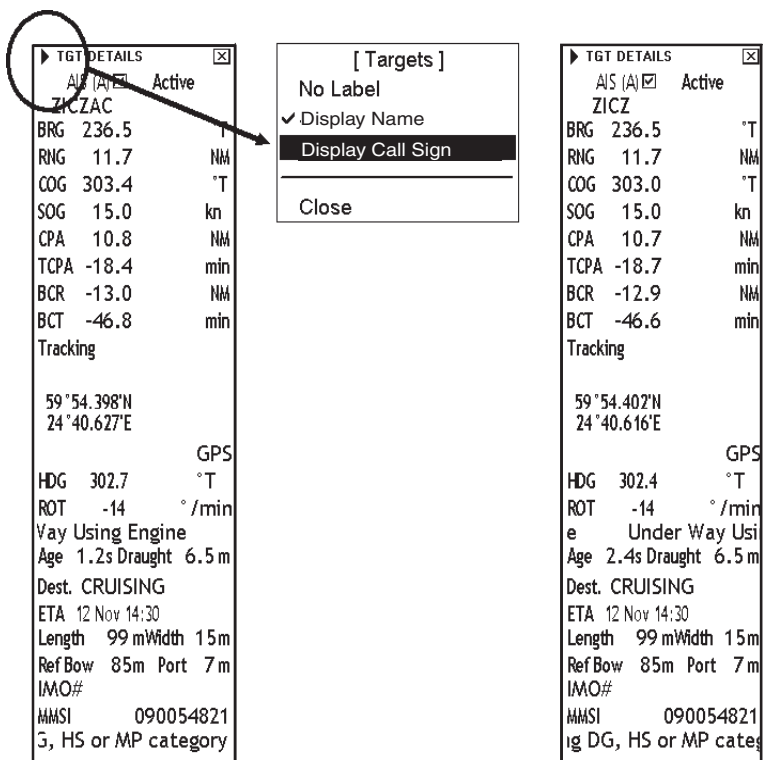 TGT DETAILS
AIS (A) Active
ZICZAC
BRG 236.5 °T
RNG 11.7 NM
COG 303.4 °T
SOG 15.0 kn
CPA 10.8 NM
TCPA -18.4 min
BCR -13.0 NM
BCT -46.8 min
Tracking
59°54.398'N
24°40.627'E
GPS
HDG 302.7 °T
ROT -14 °/min
Way Using Engine
Age 1.2s Draught 6.5 m
Dest. CRUISING
ETA 12 Nov 14:30
Length 99 m Width 15 m
Ref Bow 85m Port 7 m
IMO#
MMSI 090054821
G, HS or MP category
[ Targets ]
No Label
✓ Display Name
Display Call Sign
Close
TGT DETAILS
AIS (A) Active
ZICZ
BRG 236.5 °T
RNG 11.7 NM
COG 303.0 °T
SOG 15.0 kn
CPA 10.7 NM
TCPA -18.7 min
BCR -12.9 NM
BCT -46.6 min
Tracking
59°54.402'N
24°40.616'E
GPS
HDG 302.4 °T
ROT -14 °/min
e Under Way Usi
Age 2.4s Draught 6.5 m
Dest. CRUISING
ETA 12 Nov 14:30
Length 99 m Width 15 m
Ref Bow 85m Port 7 m
IMO#
MMSI 090054821
ng DG, HS or MP categ